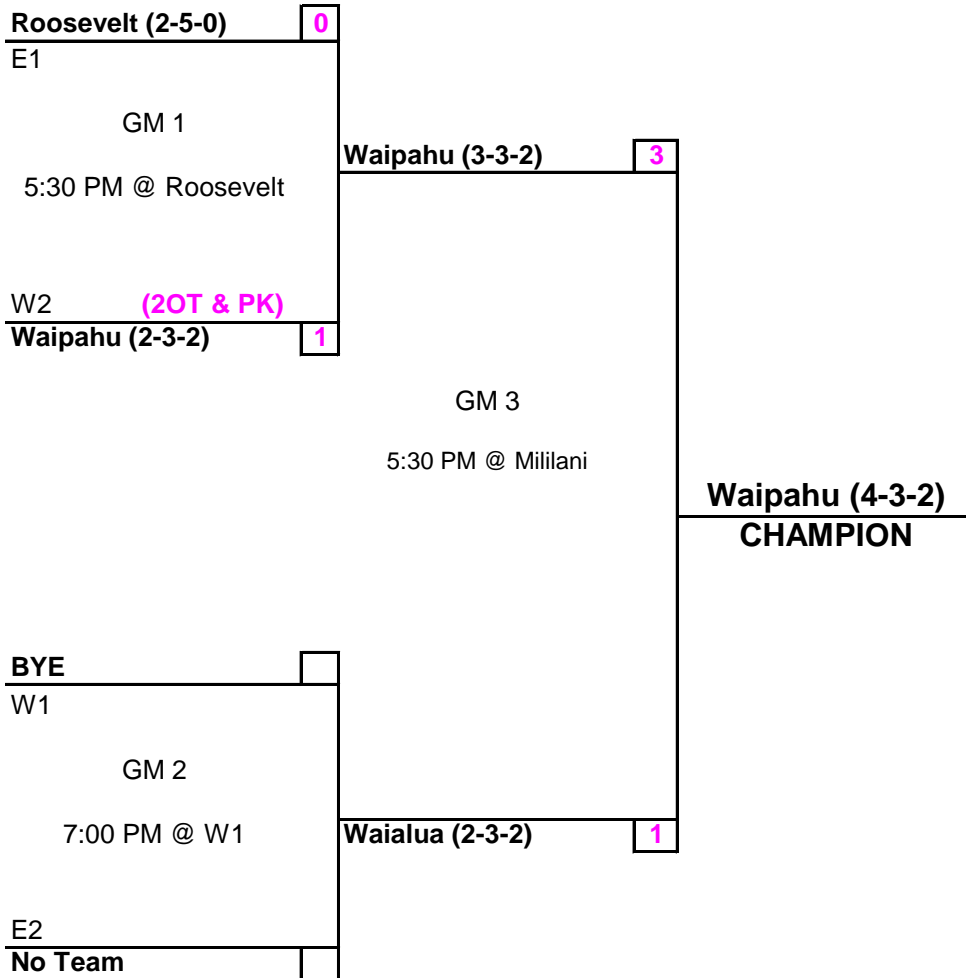 Roosevelt (2-5-0) 0
E1
GM 1
5:30 PM @ Roosevelt
W2 (2OT & PK)
Waipahu (2-3-2) 1
Waipahu (3-3-2) 3
GM 3
5:30 PM @ Mililani
Waipahu (4-3-2)
CHAMPION
BYE
W1
GM 2
7:00 PM @ W1
E2
No Team
Waialua (2-3-2) 1